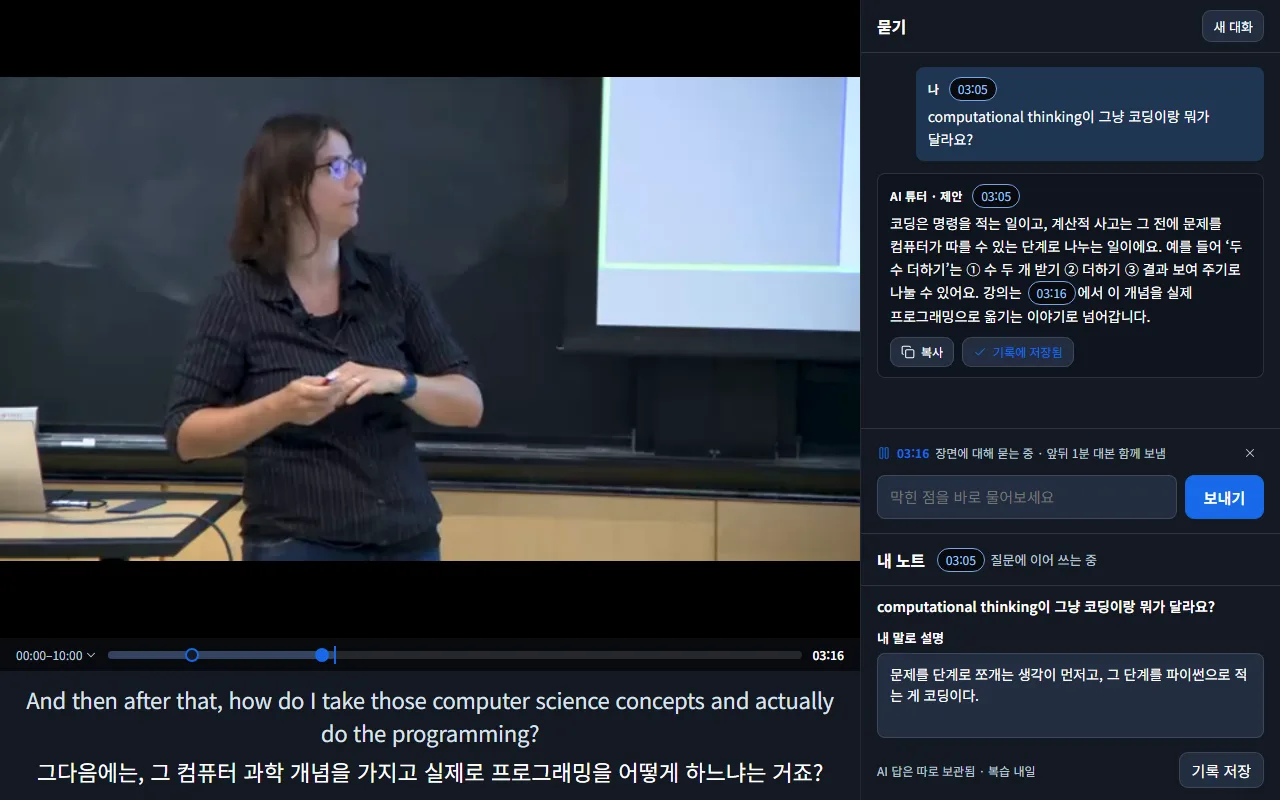 묻기
새 대화
나 03:05
computational thinking이 그냥 코딩이랑 뭐가
달라요?
AI 튜터 · 제안 03:05
코딩은 명령을 적는 일이고, 계산적 사고는 그 전에 문제를
컴퓨터가 따를 수 있는 단계로 나누는 일이에요. 예를 들어 ‘두
수 더하기’는 ① 수 두 개 받기 ② 더하기 ③ 결과 보여 주기로
나눌 수 있어요. 강의는 03:16 에서 이 개념을 실제
프로그래밍으로 옮기는 이야기로 넘어갑니다.
복사
기록에 저장됨
03:16 장면에 대해 묻는 중 · 앞뒤 1분 대본 함께 보냄
막힌 점을 바로 물어보세요
보내기
내 노트 03:05 질문에 이어 쓰는 중
computational thinking이 그냥 코딩이랑 뭐가 달라요?
내 말로 설명
문제를 단계로 쪼개는 생각이 먼저고, 그 단계를 파이썬으로 적
는 게 코딩이다.
AI 답은 따로 보관됨 · 복습 내일
기록 저장
00:00–10:00
03:16
And then after that, how do I take those computer science concepts and actually
do the programming?
그다음에는, 그 컴퓨터 과학 개념을 가지고 실제로 프로그래밍을 어떻게 하느냐는 거죠?